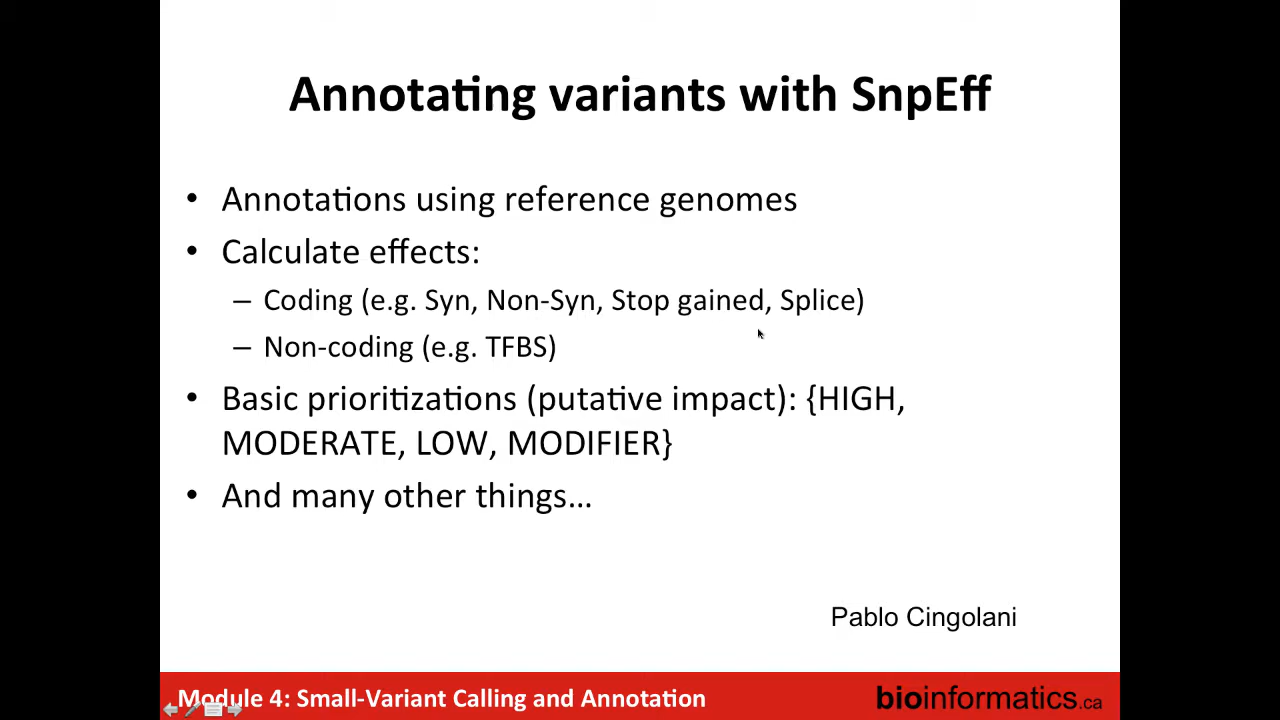 Annotating variants with SnpEff
• Annotations using reference genomes
• Calculate effects:
– Coding (e.g. Syn, Non-Syn, Stop gained, Splice)
– Non-coding (e.g. TFBS)
• Basic prioritizations (putative impact): {HIGH,
MODERATE, LOW, MODIFIER}
• And many other things…
Pablo Cingolani
Module 4: Small-Variant Calling and Annotation
bioinformatics.ca